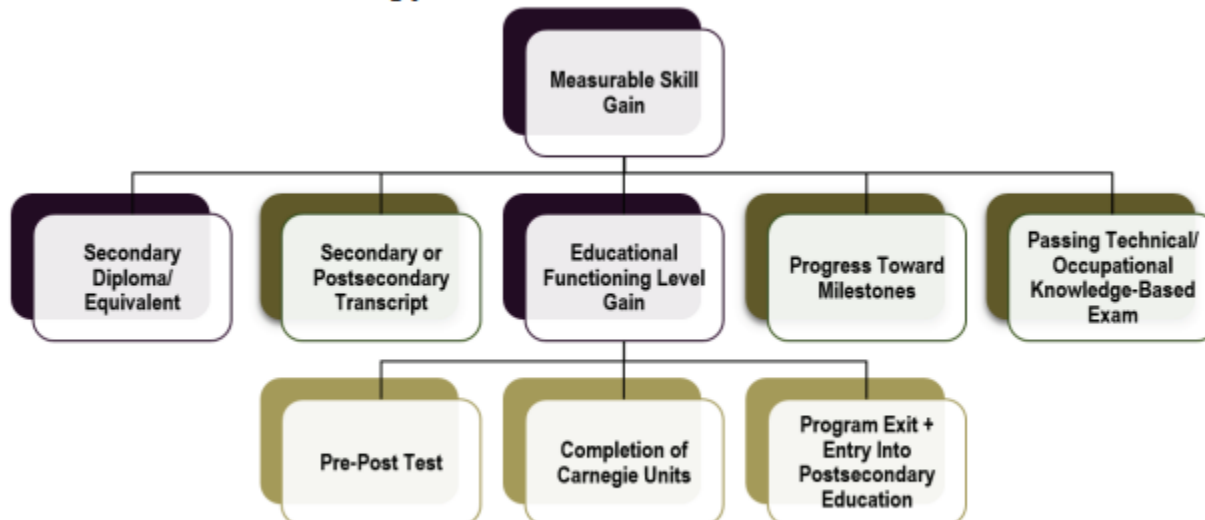 Measurable Skill
Gain
Secondary
Diploma/
Equivalent
Secondary or
Postsecondary
Transcript
Educational
Functioning Level
Gain
Progress Toward
Milestones
Passing Technical/
Occupational
Knowledge-Based
Exam
Pre-Post Test
Completion of
Carnegie Units
Program Exit +
Entry Into
Postsecondary
Education